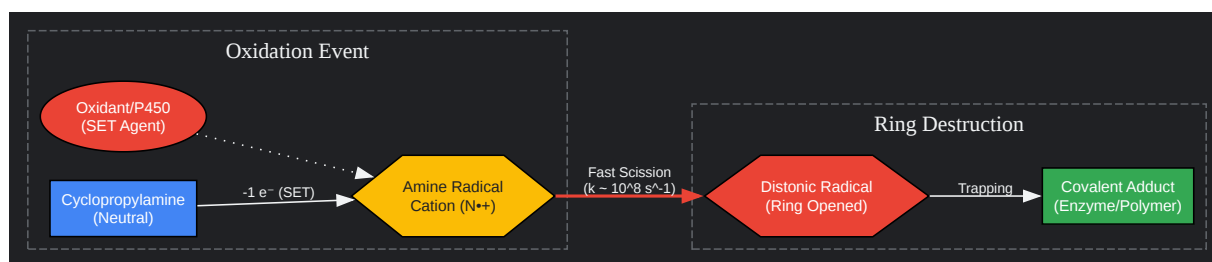 Oxidation Event
Oxidant/P450
(SET Agent)
Cyclopropylamine
(Neutral)
-1 e⁻ (SET)
Amine Radical
Cation (N•+)
Fast Scission
(k ~ 10^8 s^-1)
Ring Destruction
Distonic Radical
(Ring Opened)
Trapping
Covalent Adduct
(Enzyme/Polymer)